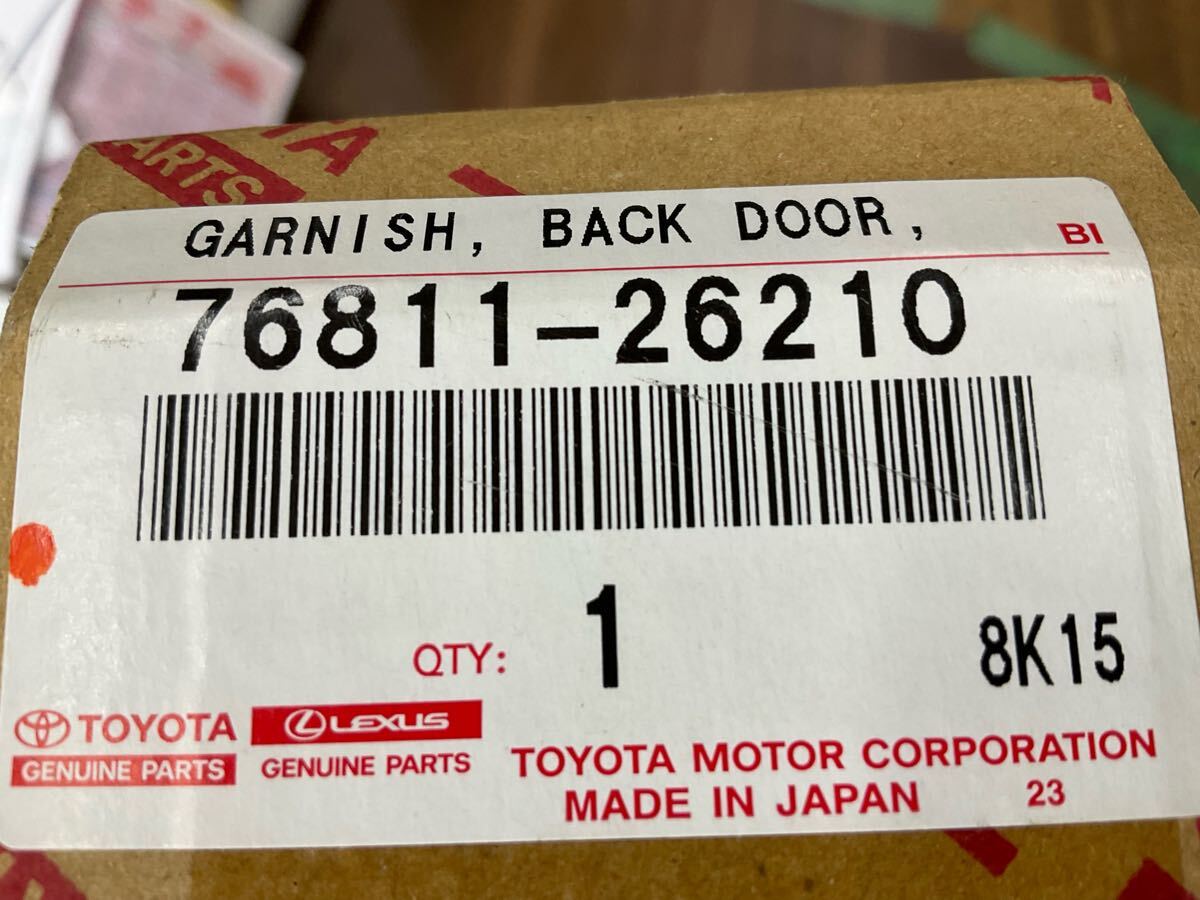 PARTS
GARNISH, BACK DOOR,
BI
76811-26210
QTY: 1
8K15
TOYOTA
GENUINE PARTS
LEXUS
GENUINE PARTS
TOYOTA MOTOR CORPORATION
MADE IN JAPAN 23